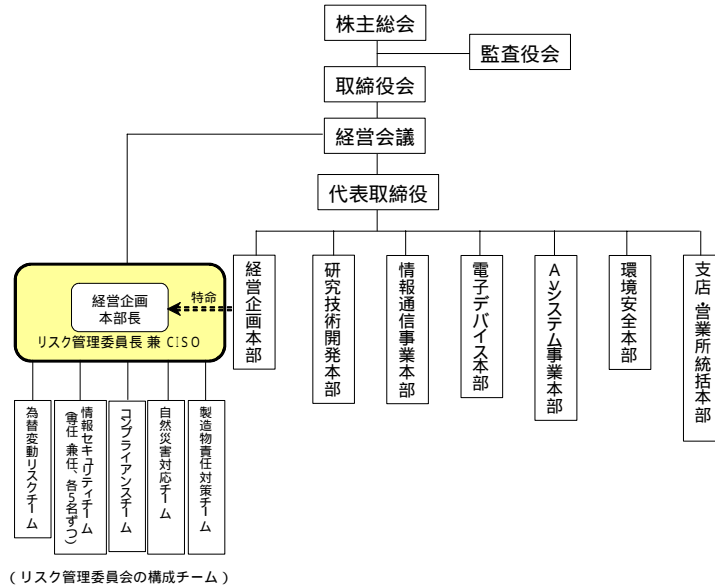 株主総会
監査役会
取締役会
経営会議
代表取締役
経営企画本部
研究技術開発本部
情報通信事業本部
電子デバイス本部
AVシステム事業本部
環境安全本部
支店・営業所統括本部
特命
経営企画
本部長
リスク管理委員長 兼 CISO
為替変動リスクチーム
情報セキュリティチーム
(専任・兼任、各5名ずつ)
コンプライアンスチーム
自然災害対応チーム
製造物責任対策チーム
(リスク管理委員会の構成チーム)